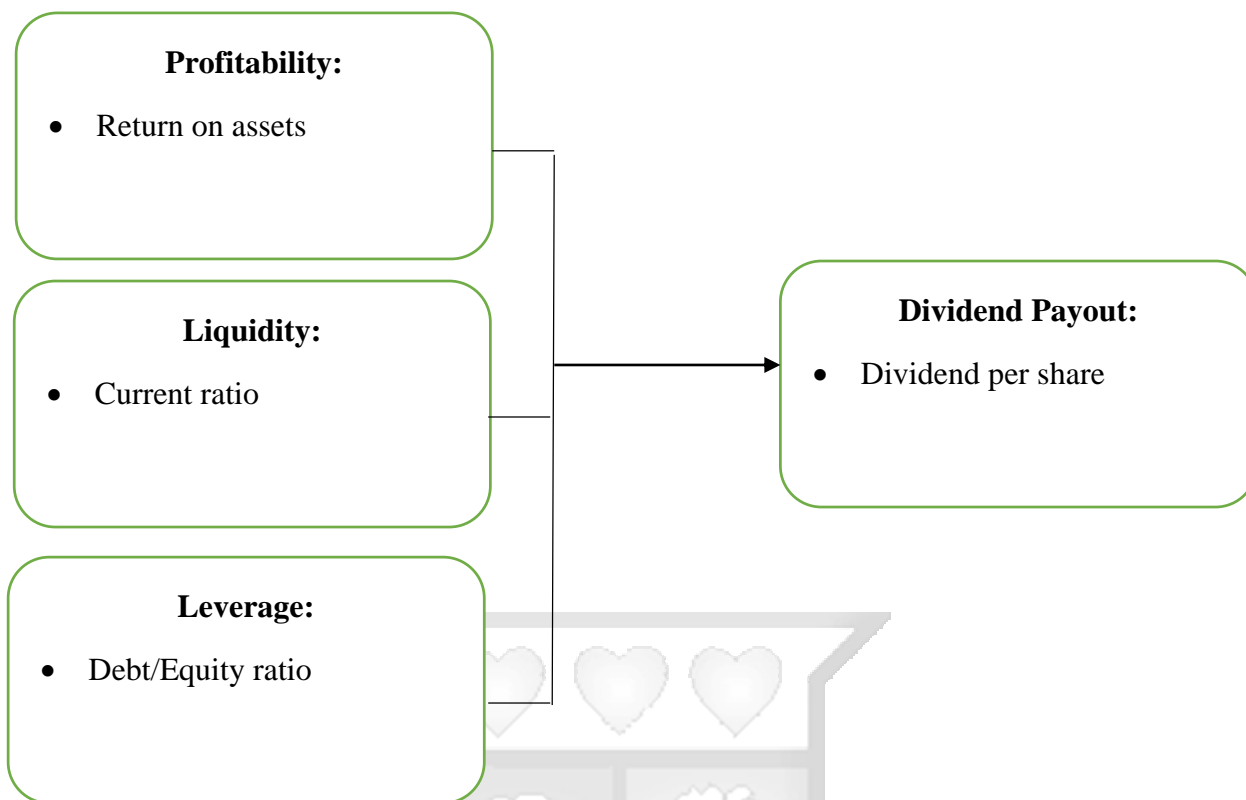 Profitability:
• Return on assets
Liquidity:
• Current ratio
Leverage:
• Debt/Equity ratio
Dividend Payout:
• Dividend per share